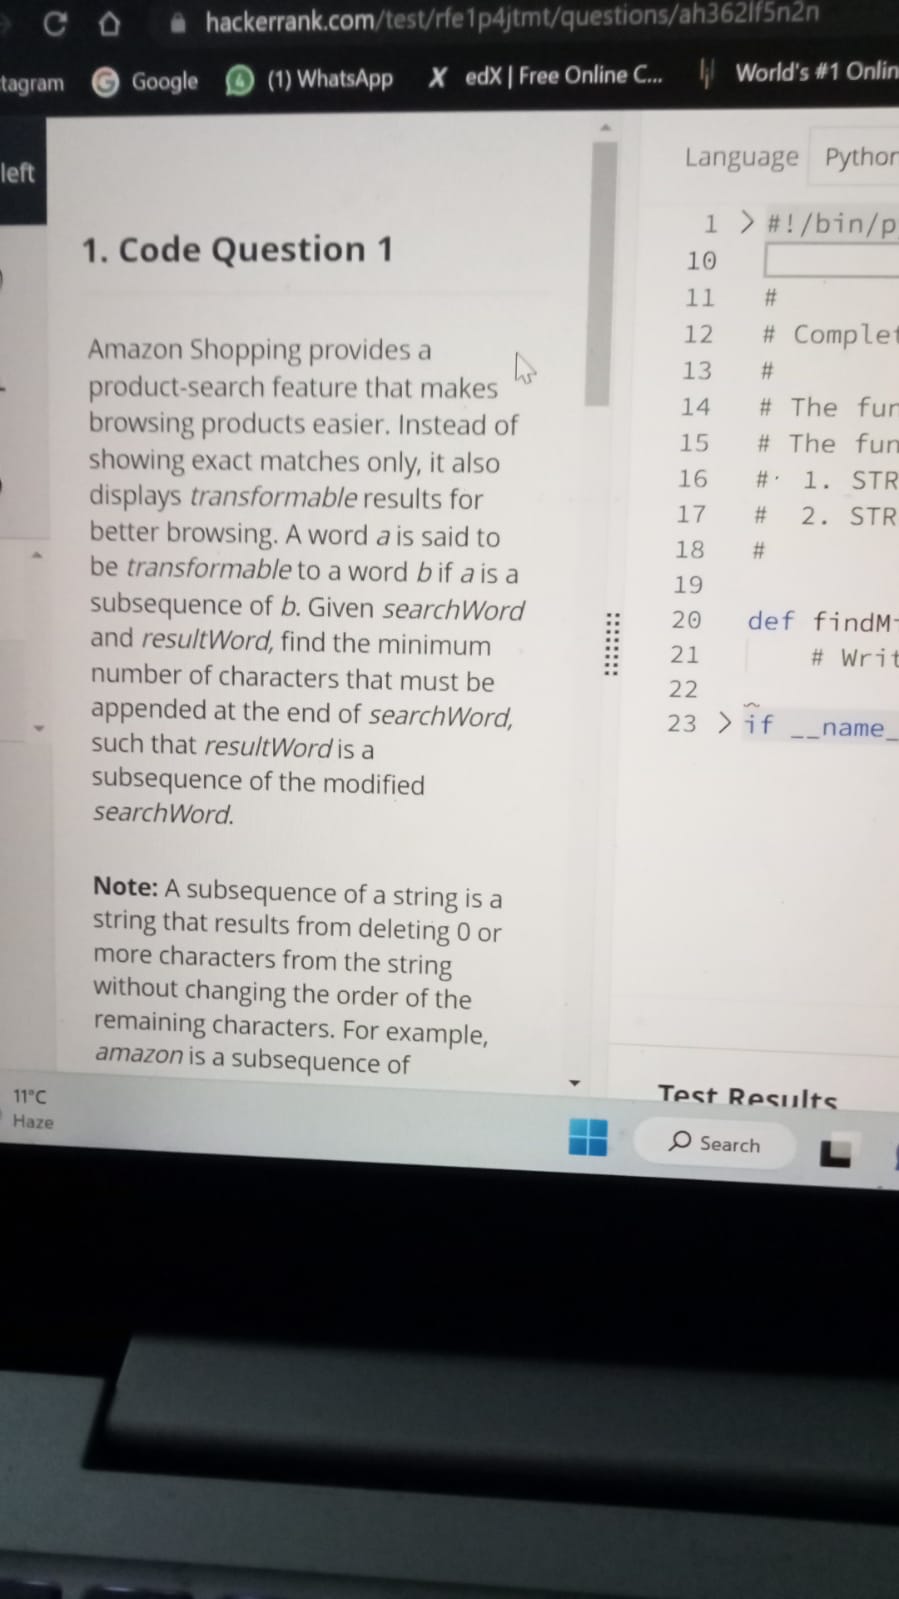 hackerrank.com/test/rfe1p4jtmt/questions/ah362lf5n2n
tagram Google (1) WhatsApp edX | Free Online C... World's #1 Onlin
left
1. Code Question 1
Amazon Shopping provides a
product-search feature that makes
browsing products easier. Instead of
showing exact matches only, it also
displays transformable results for
better browsing. A word a is said to
be transformable to a word b if a is a
subsequence of b. Given searchWord
and resultWord, find the minimum
number of characters that must be
appended at the end of searchWord,
such that resultWord is a
subsequence of the modified
searchWord.
Note: A subsequence of a string is a
string that results from deleting 0 or
more characters from the string
without changing the order of the
remaining characters. For example,
amazon is a subsequence of
Language Python
1 > #!/bin/p
10
11 #
12 # Complet
13 #
14 # The fun
15 # The fun
16 # 1. STR
17 # 2. STR
18 #
19
20 def findM
21 # Writ
22
23 > if __name_
Test Results
11°C
Haze
Search